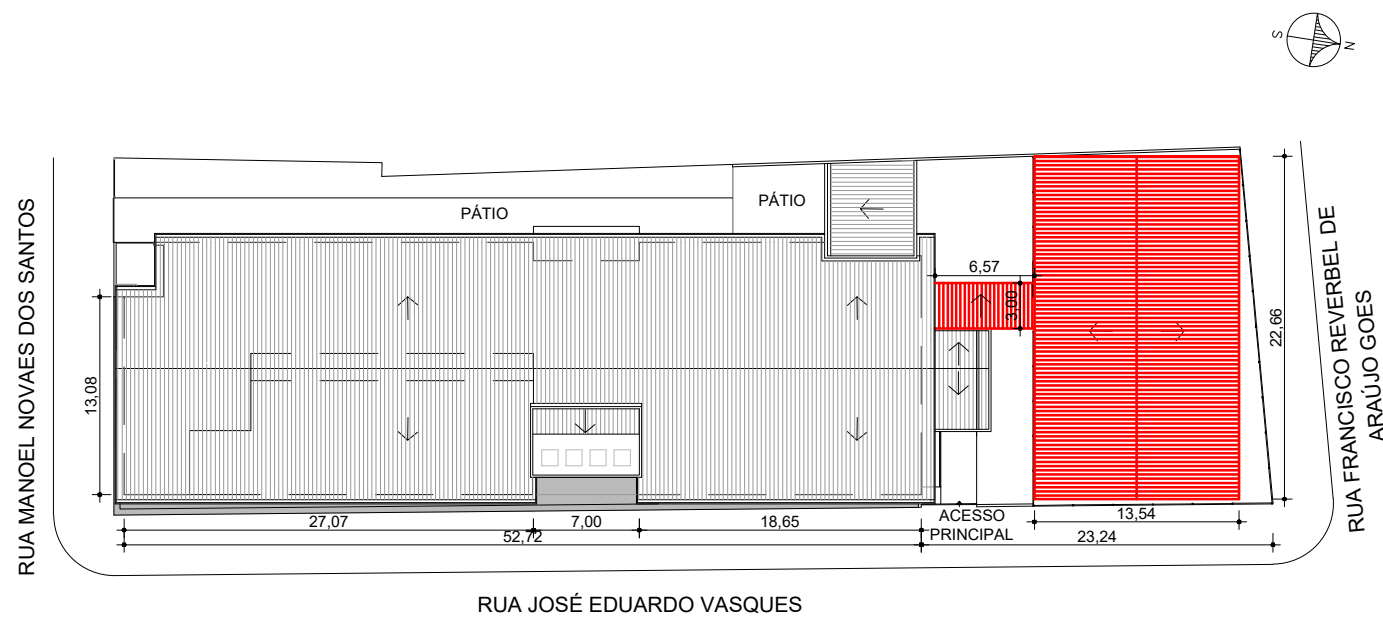 S
N
RUA MANOEL NOVAES DOS SANTOS
PÁTIO
PÁTIO
6,57
3,00
22,66
13,08
RUA FRANCISCO REVERBEL DE
ARAÚJO GOES
27,07
7,00
18,65
52,72
ACESSO
PRINCIPAL
13,54
23,24
RUA JOSÉ EDUARDO VASQUES